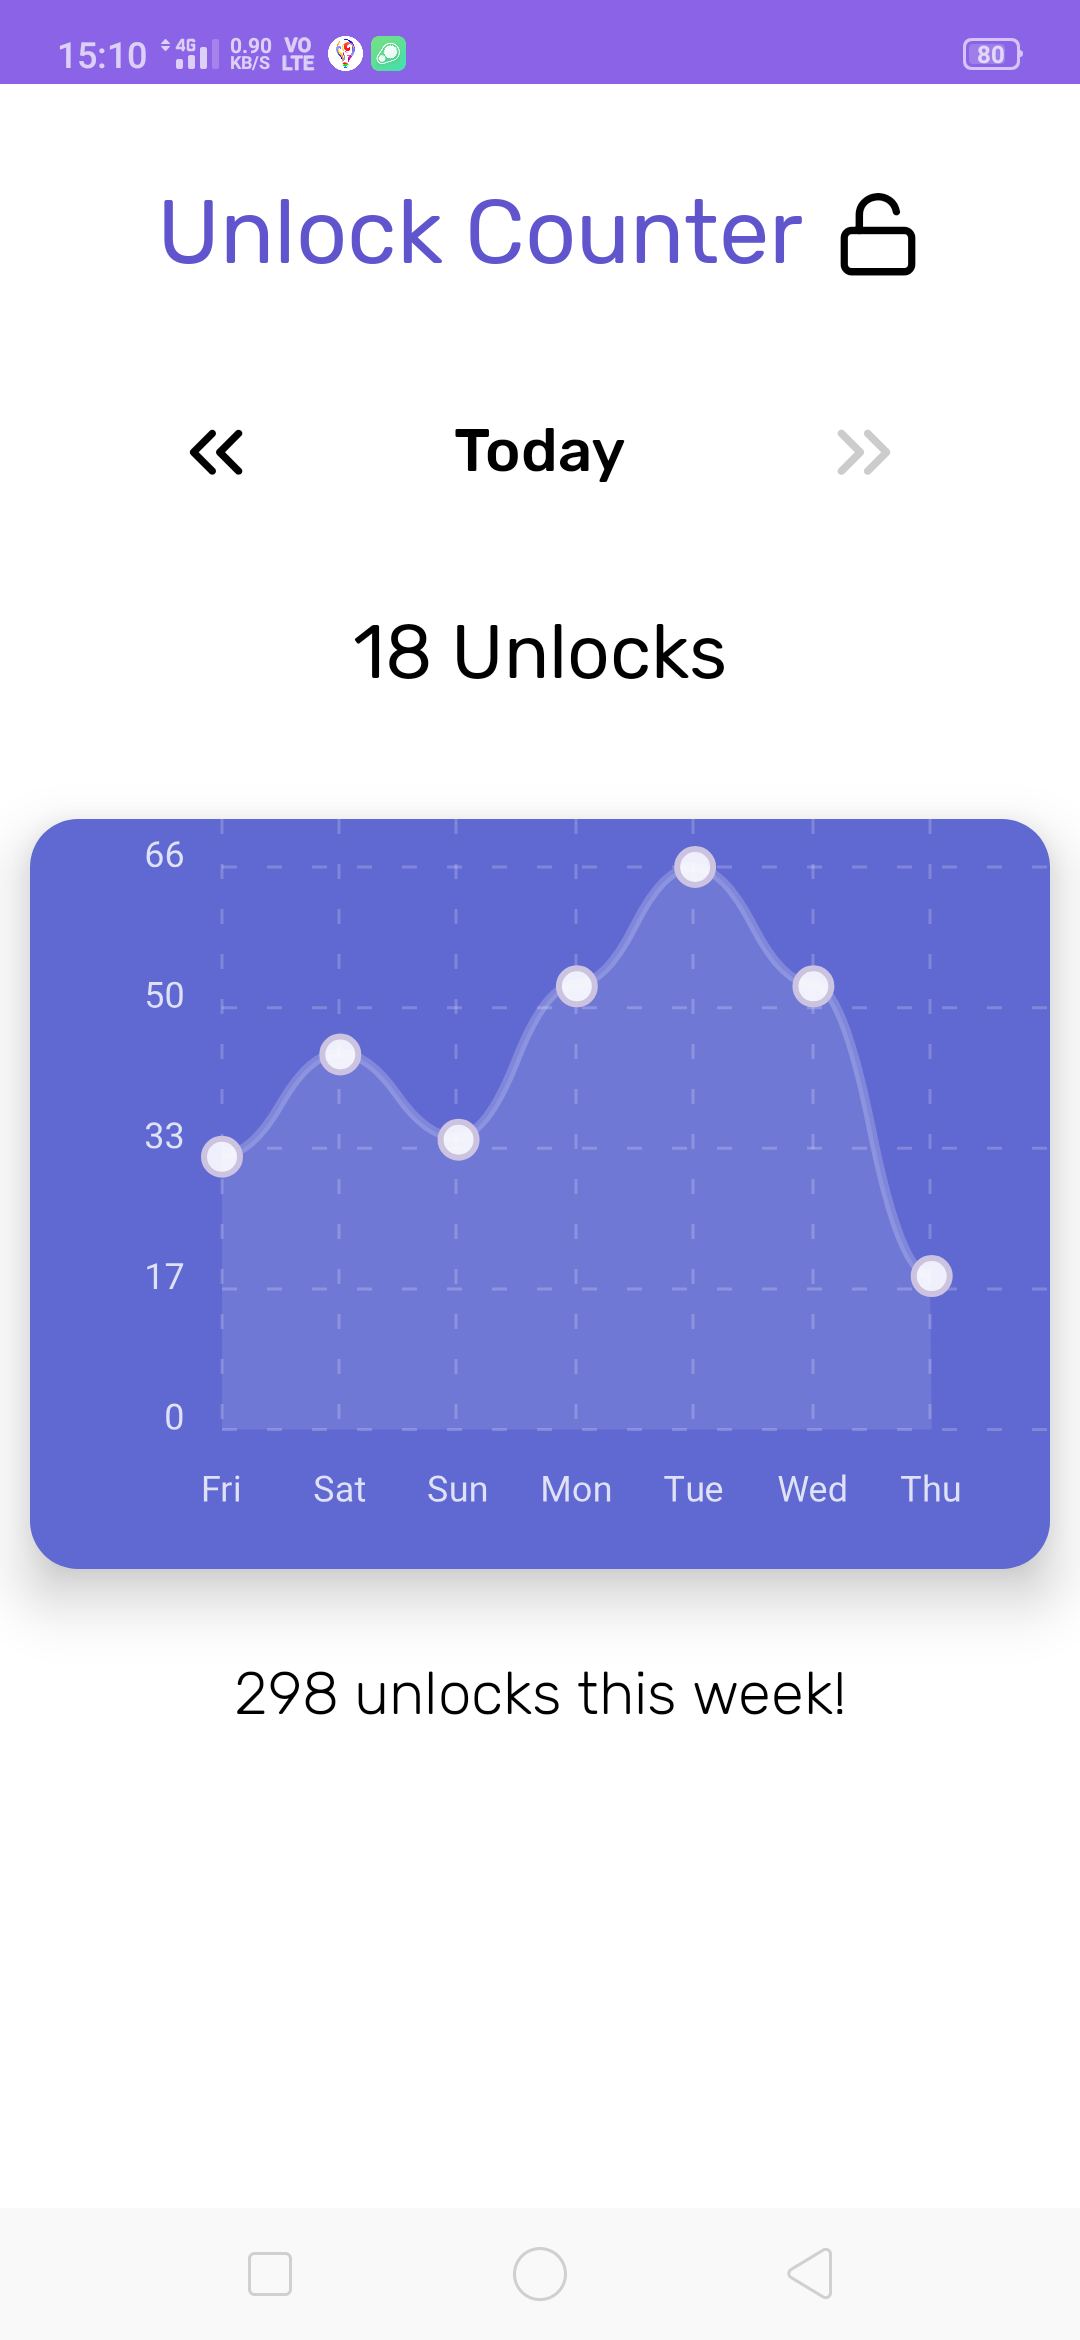 15:10 4G 0.90 KB/S VO LTE 80
Unlock Counter
Today
18 Unlocks
66
50
33
17
0
Fri Sat Sun Mon Tue Wed Thu
298 unlocks this week!